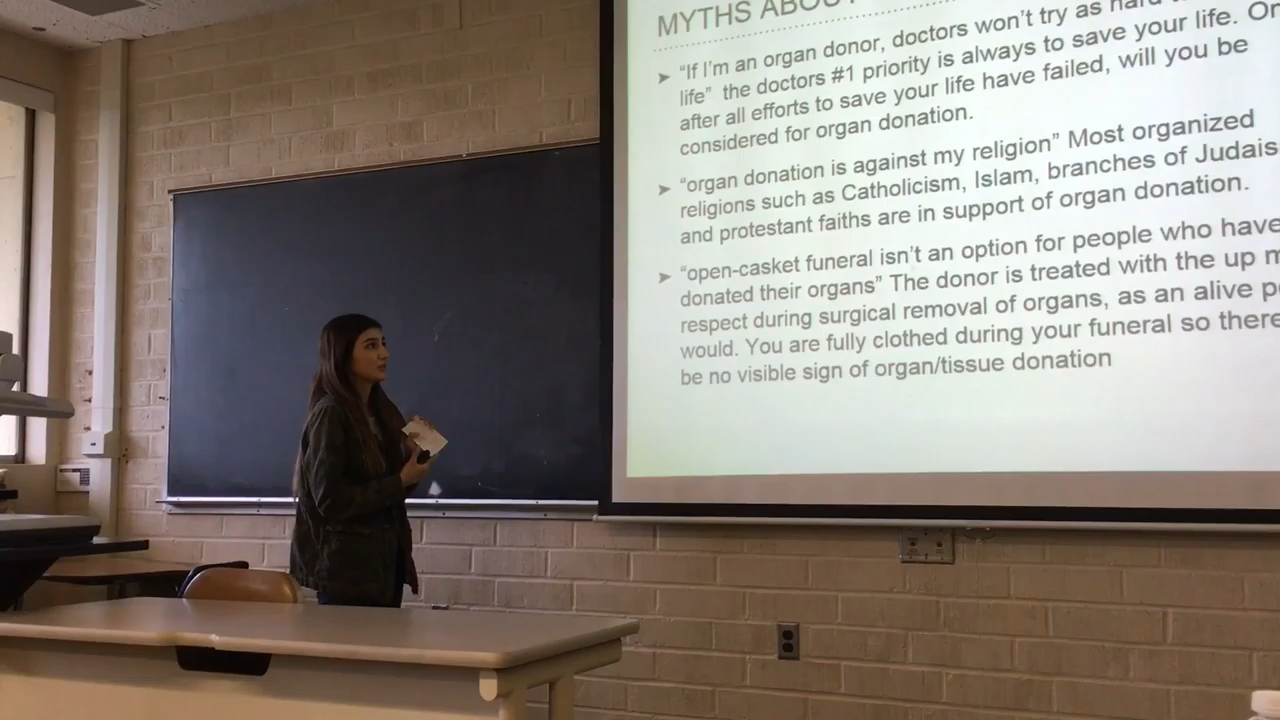 MYTHS ABOU
➤ “If I’m an organ donor, doctors won’t try as hard
life” the doctors #1 priority is always to save your life. On
after all efforts to save your life have failed, will you be
considered for organ donation.
➤ “organ donation is against my religion” Most organized
religions such as Catholicism, Islam, branches of Judais
and protestant faiths are in support of organ donation.
➤ “open-casket funeral isn’t an option for people who have
donated their organs” The donor is treated with the up m
respect during surgical removal of organs, as an alive p
would. You are fully clothed during your funeral so there
be no visible sign of organ/tissue donation